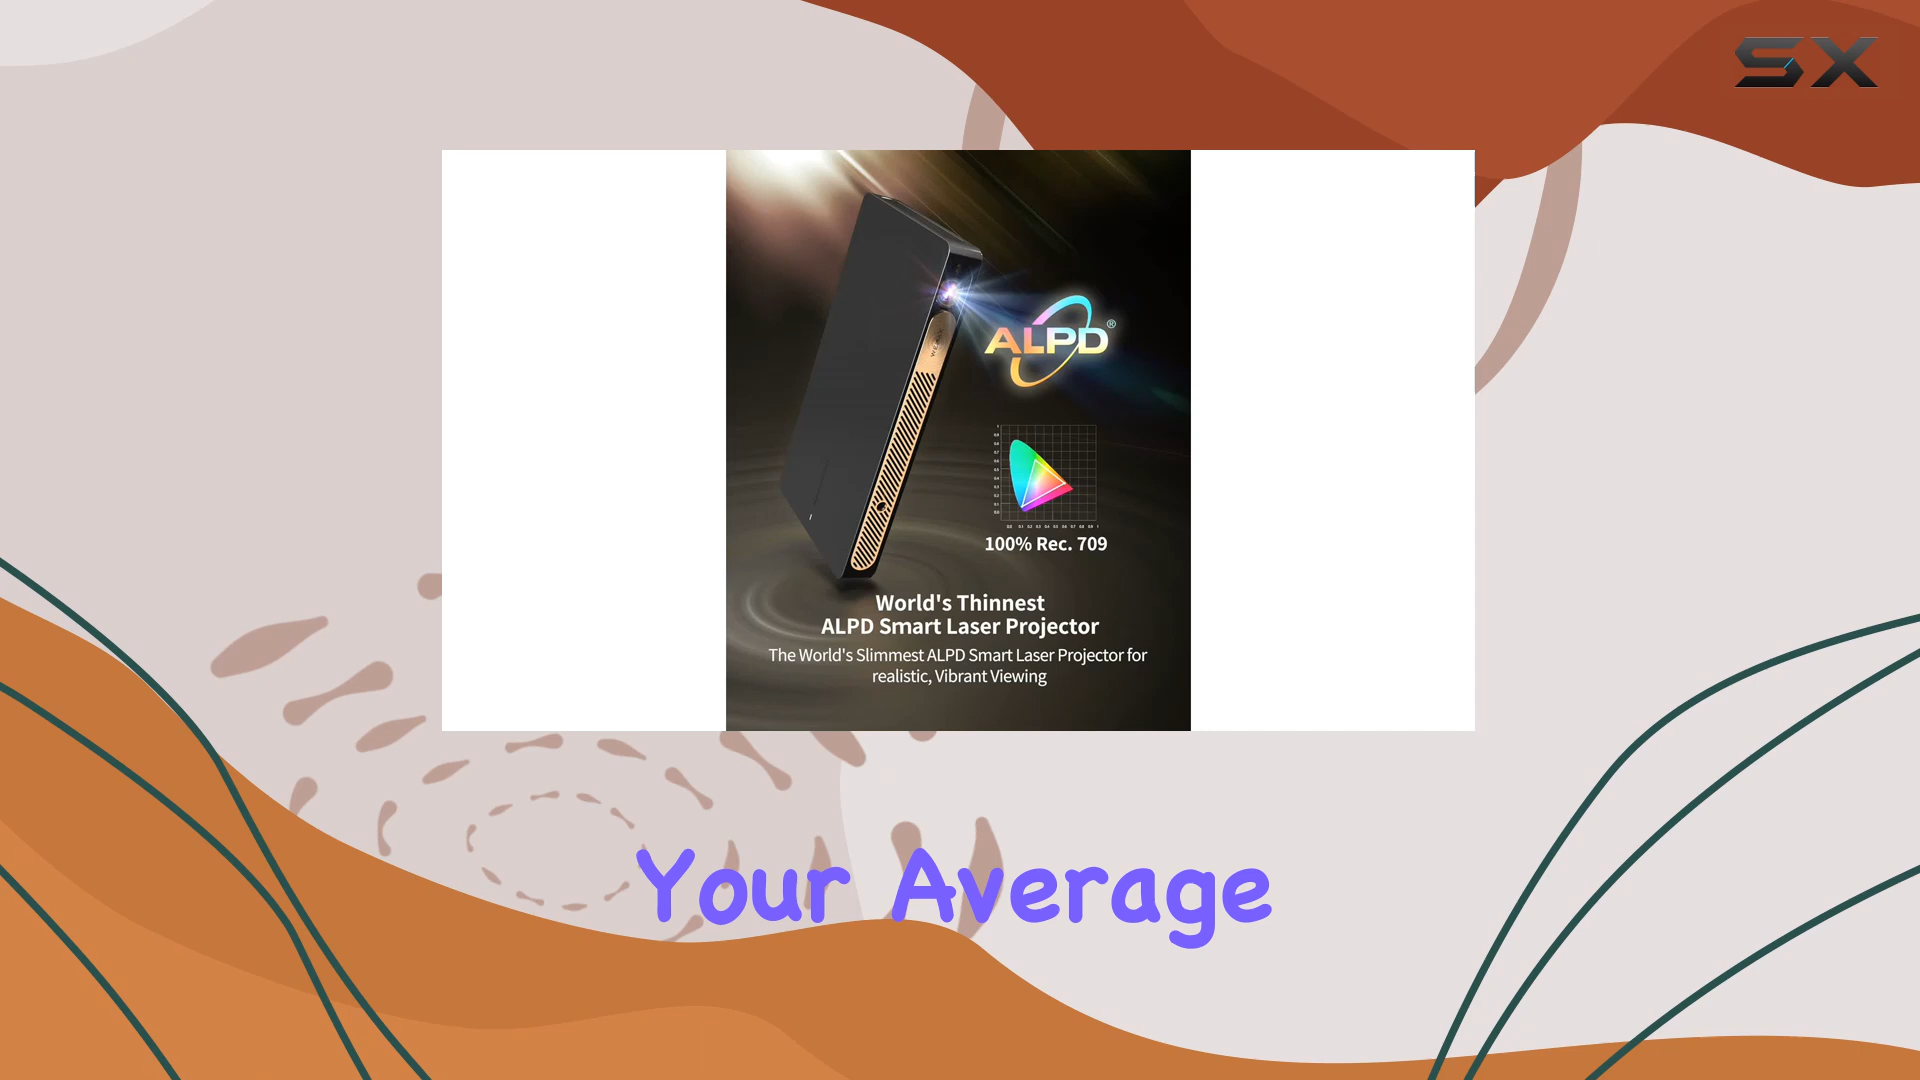 SX
ALPD®
100% Rec. 709
World's Thinnest
ALPD Smart Laser Projector
The World's Slimmest ALPD Smart Laser Projector for
realistic, Vibrant Viewing
Your Average